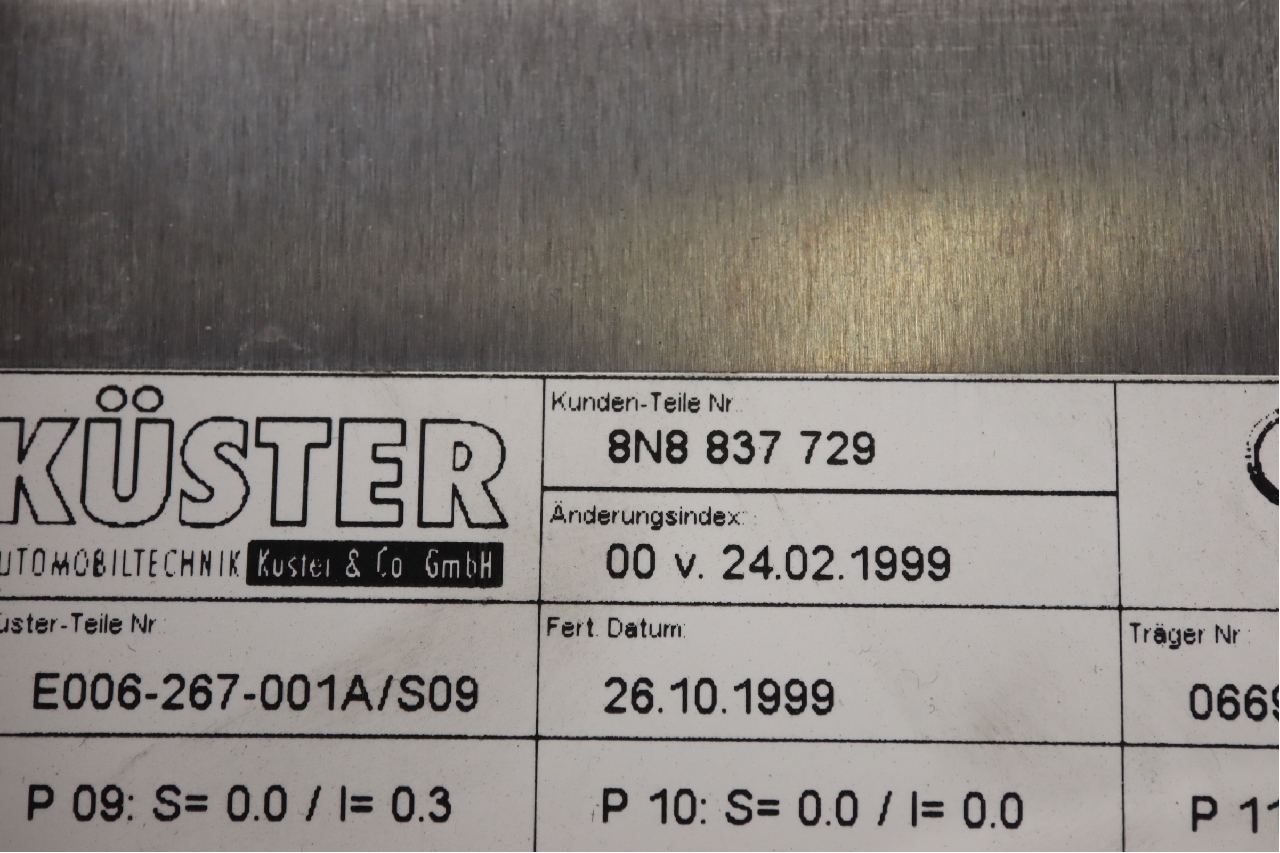 KÜSTER
UTOMOBILTECHNIK Kuster & Co GmbH
Kunden-Teile Nr.
8N8 837 729
Änderungsindex:
00 v. 24.02.1999
üster-Teile Nr.
E006-267-001A/S09
Fert. Datum:
26.10.1999
Träger Nr.
0669
P 09: S= 0.0 / I= 0.3
P 10: S= 0.0 / I= 0.0
P 11